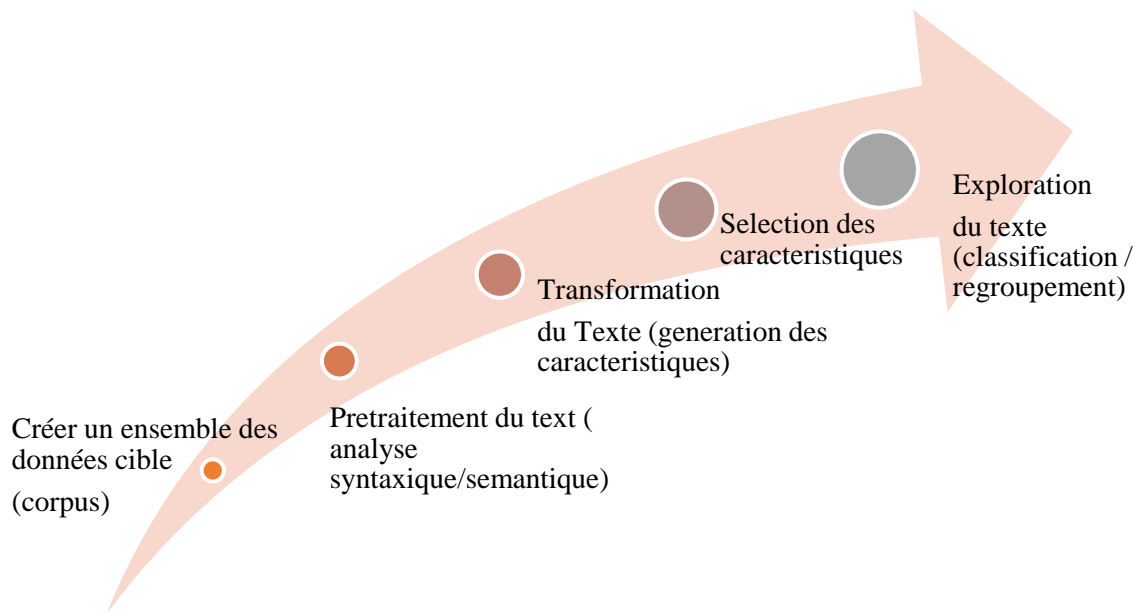 Créer un ensemble des
données cible
(corpus)
Pretraitement du text (
analyse
syntaxique/semantique)
Transformation
du Texte (generation des
caracteristiques)
Selection des
caracteristiques
Exploration
du texte
(classification /
regroupement)